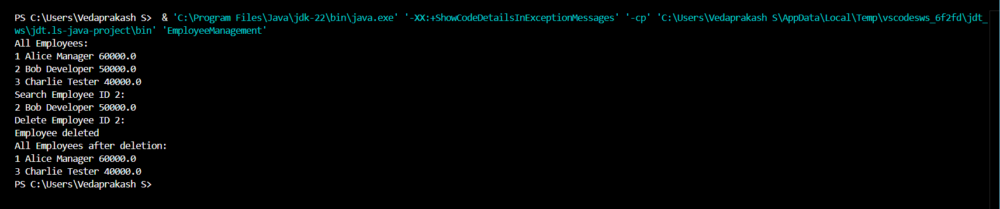 PS C:\Users\Vedaprakash S>  & 'C:\Program Files\Java\jdk-22\bin\java.exe' '-XX:+ShowCodeDetailsInExceptionMessages' '-cp' 'C:\Users\Vedaprakash S\AppData\Local\Temp\vscodesws_6f2fd\jdt_
ws\jdt.ls-java-project\bin' 'EmployeeManagement'
All Employees:
1 Alice Manager 60000.0
2 Bob Developer 50000.0
3 Charlie Tester 40000.0
Search Employee ID 2:
2 Bob Developer 50000.0
Delete Employee ID 2:
Employee deleted
All Employees after deletion:
1 Alice Manager 60000.0
3 Charlie Tester 40000.0
PS C:\Users\Vedaprakash S>